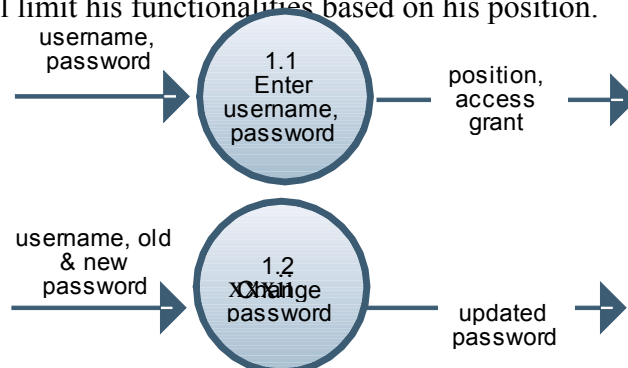 l limit his functionalities based on his position.
username,
password
1.1
Enter
username,
password
position,
access
grant
username, old
& new
password
1.2
Change
password
updated
password